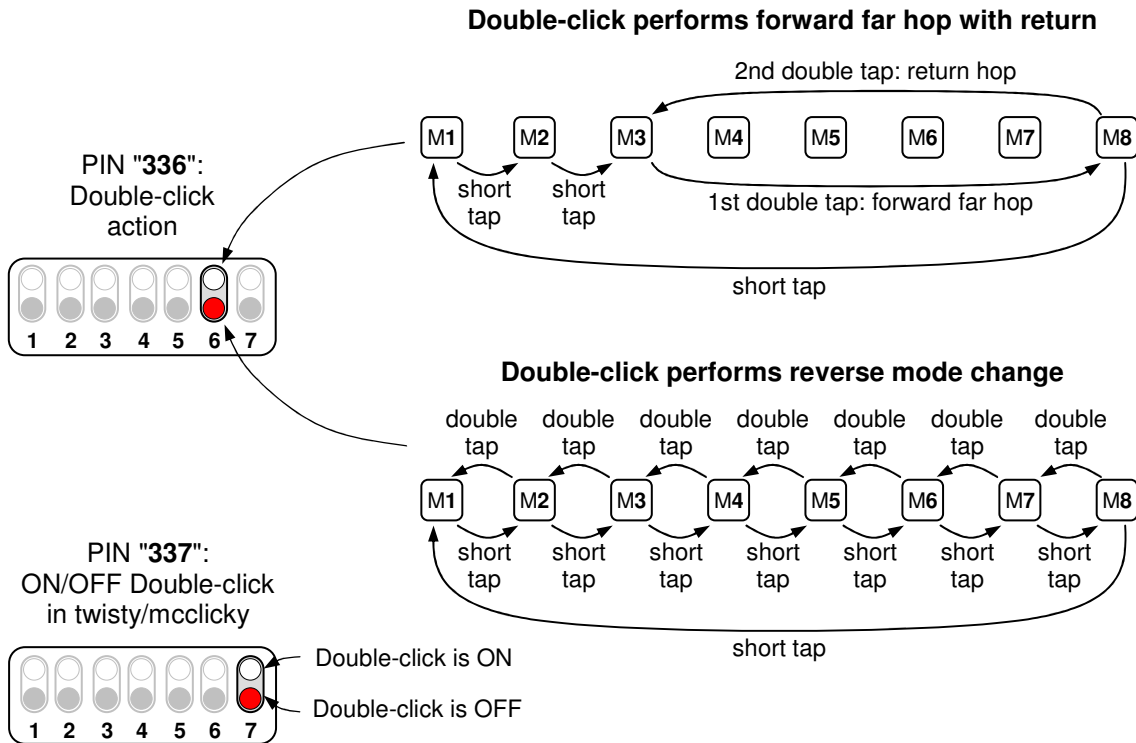 Double-click performs forward far hop with return
2nd double tap: return hop
M1 M2 M3 M4 M5 M6 M7 M8
short tap
short tap
1st double tap: forward far hop
short tap
PIN "336":
Double-click
action
1 2 3 4 5 6 7
Double-click performs reverse mode change
double double double double double double double
tap tap tap tap tap tap tap
M1 M2 M3 M4 M5 M6 M7 M8
short short short short short short short
tap tap tap tap tap tap tap
short tap
PIN "337":
ON/OFF Double-click
in twisty/mcclicky
Double-click is ON
Double-click is OFF
1 2 3 4 5 6 7